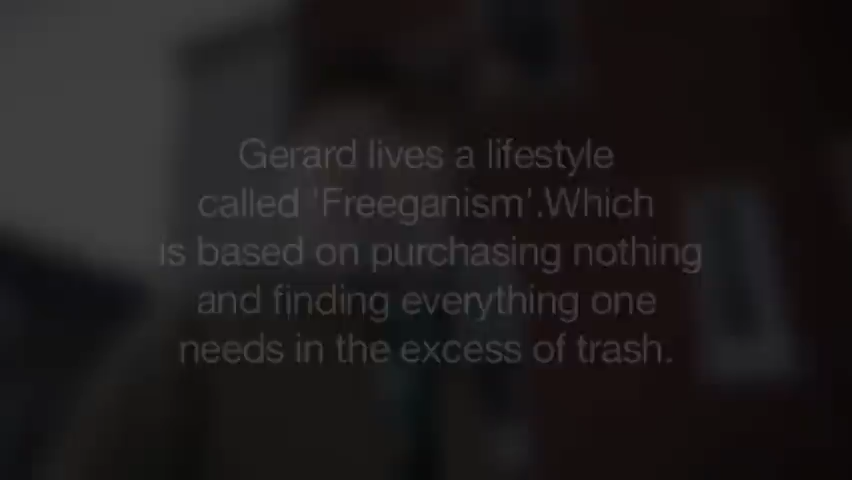 Gerard lives a lifestyle
called 'Freeganism'.Which
is based on purchasing nothing
and finding everything one
needs in the excess of trash.